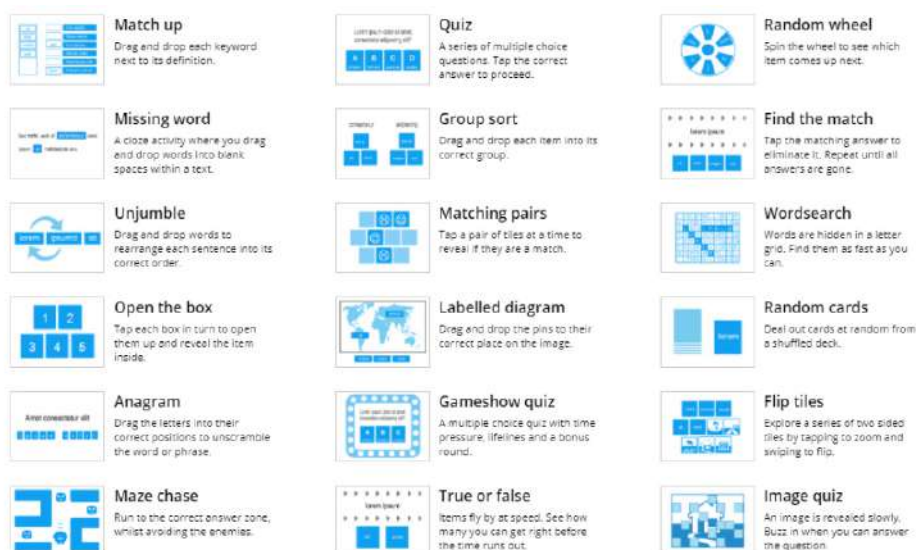 Match up
Drag and drop each keyword
next to its definition.
Quiz
A series of multiple choice
questions. Tap the correct
answer to proceed.
A B C D
Random wheel
Spin the wheel to see which
item comes up next.
Missing word
A cloze activity where you drag
and drop words into blank
spaces within a text.
Group sort
Drag and drop each item into its
correct group.
Find the match
Tap the matching answer to
eliminate it. Repeat until all
answers are gone.
Unjumble
Drag and drop words to
rearrange each sentence into its
correct order.
Matching pairs
Tap a pair of tiles at a time to
reveal if they are a match.
Wordsearch
Words are hidden in a letter
grid. Find them as fast as you
can.
1 2
3 4 5
Open the box
Tap each box in turn to open
them up and reveal the item
inside.
Labelled diagram
Drag and drop the pins to their
correct place on the image.
Random cards
Deal out cards at random from
a shuffled deck.
Anagram
Drag the letters into their
correct positions to unscramble
the word or phrase.
Gameshow quiz
A multiple choice quiz with time
pressure, lifelines and a bonus
round.
Flip tiles
Explore a series of two sided
tiles by tapping to zoom and
swiping to flip.
Maze chase
Run to the correct answer zone,
whilst avoiding the enemies.
True or false
Items fly by at speed. See how
many you can get right before
the time runs out.
Image quiz
An image is revealed slowly.
Buzz in when you can answer
the question.